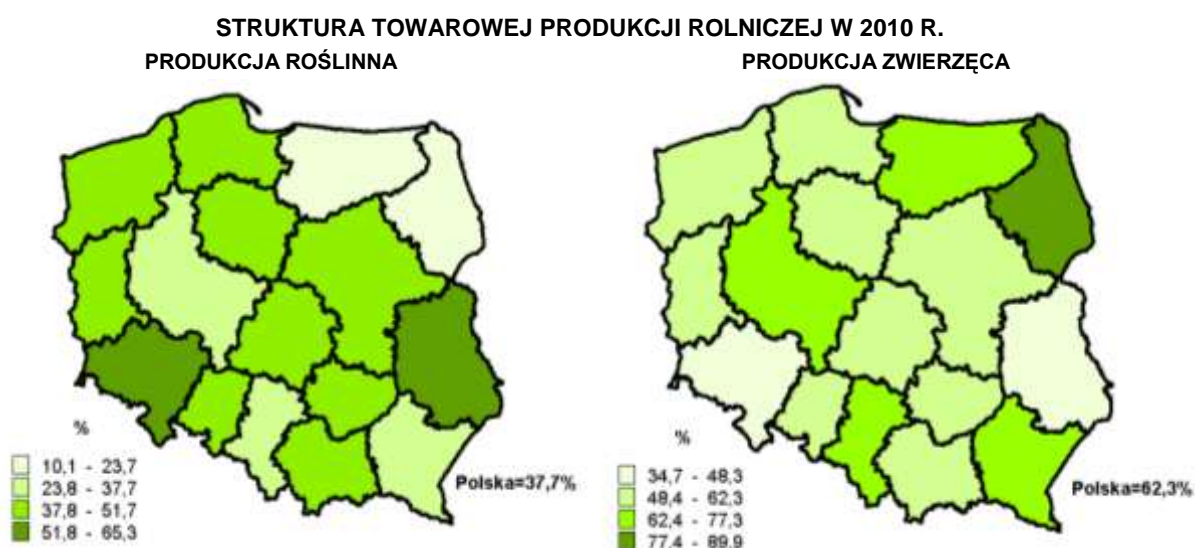 STRUKTURA TOWAROWEJ PRODUKCJI ROLNICZEJ W 2010 R.
PRODUKCJA ROŚLINNA
PRODUKCJA ZWIERZĘCA
%
10,1 - 23,7
23,8 - 37,7
37,8 - 51,7
51,8 - 65,3
Polska=37,7%
%
34,7 - 48,3
48,4 - 62,3
62,4 - 77,3
77,4 - 89,9
Polska=62,3%